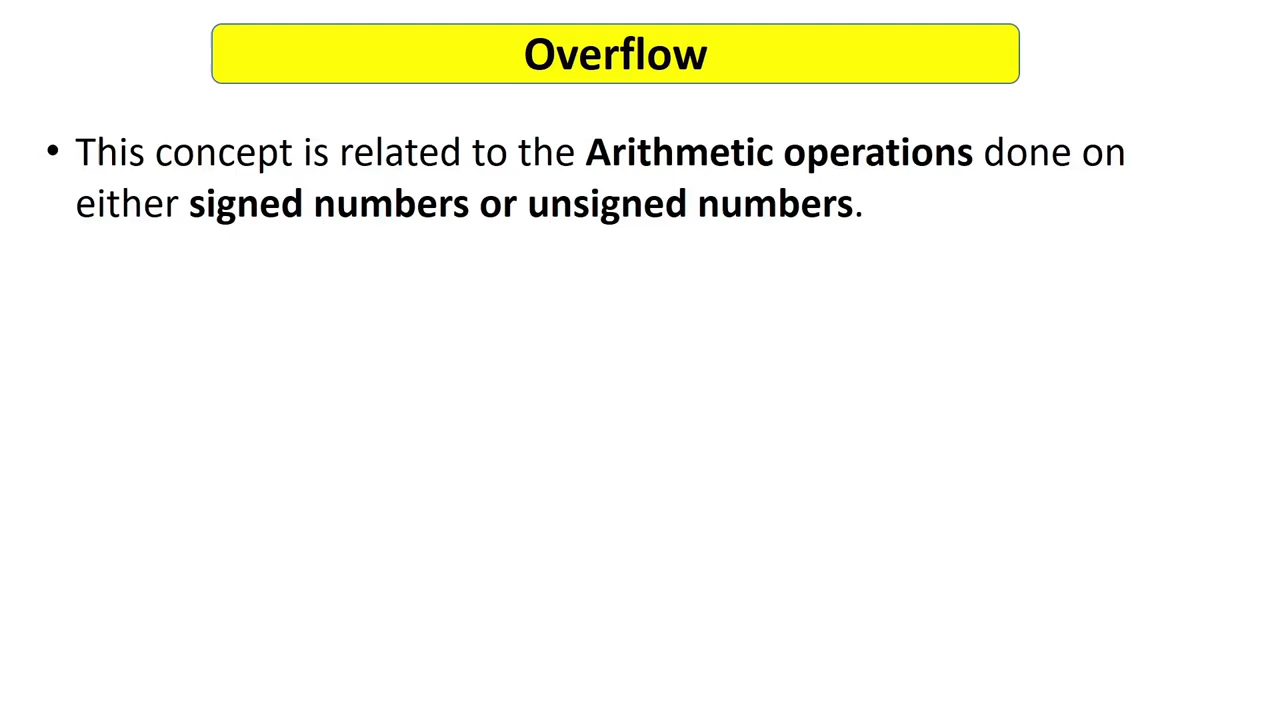 Overflow
• This concept is related to the Arithmetic operations done on
either signed numbers or unsigned numbers.